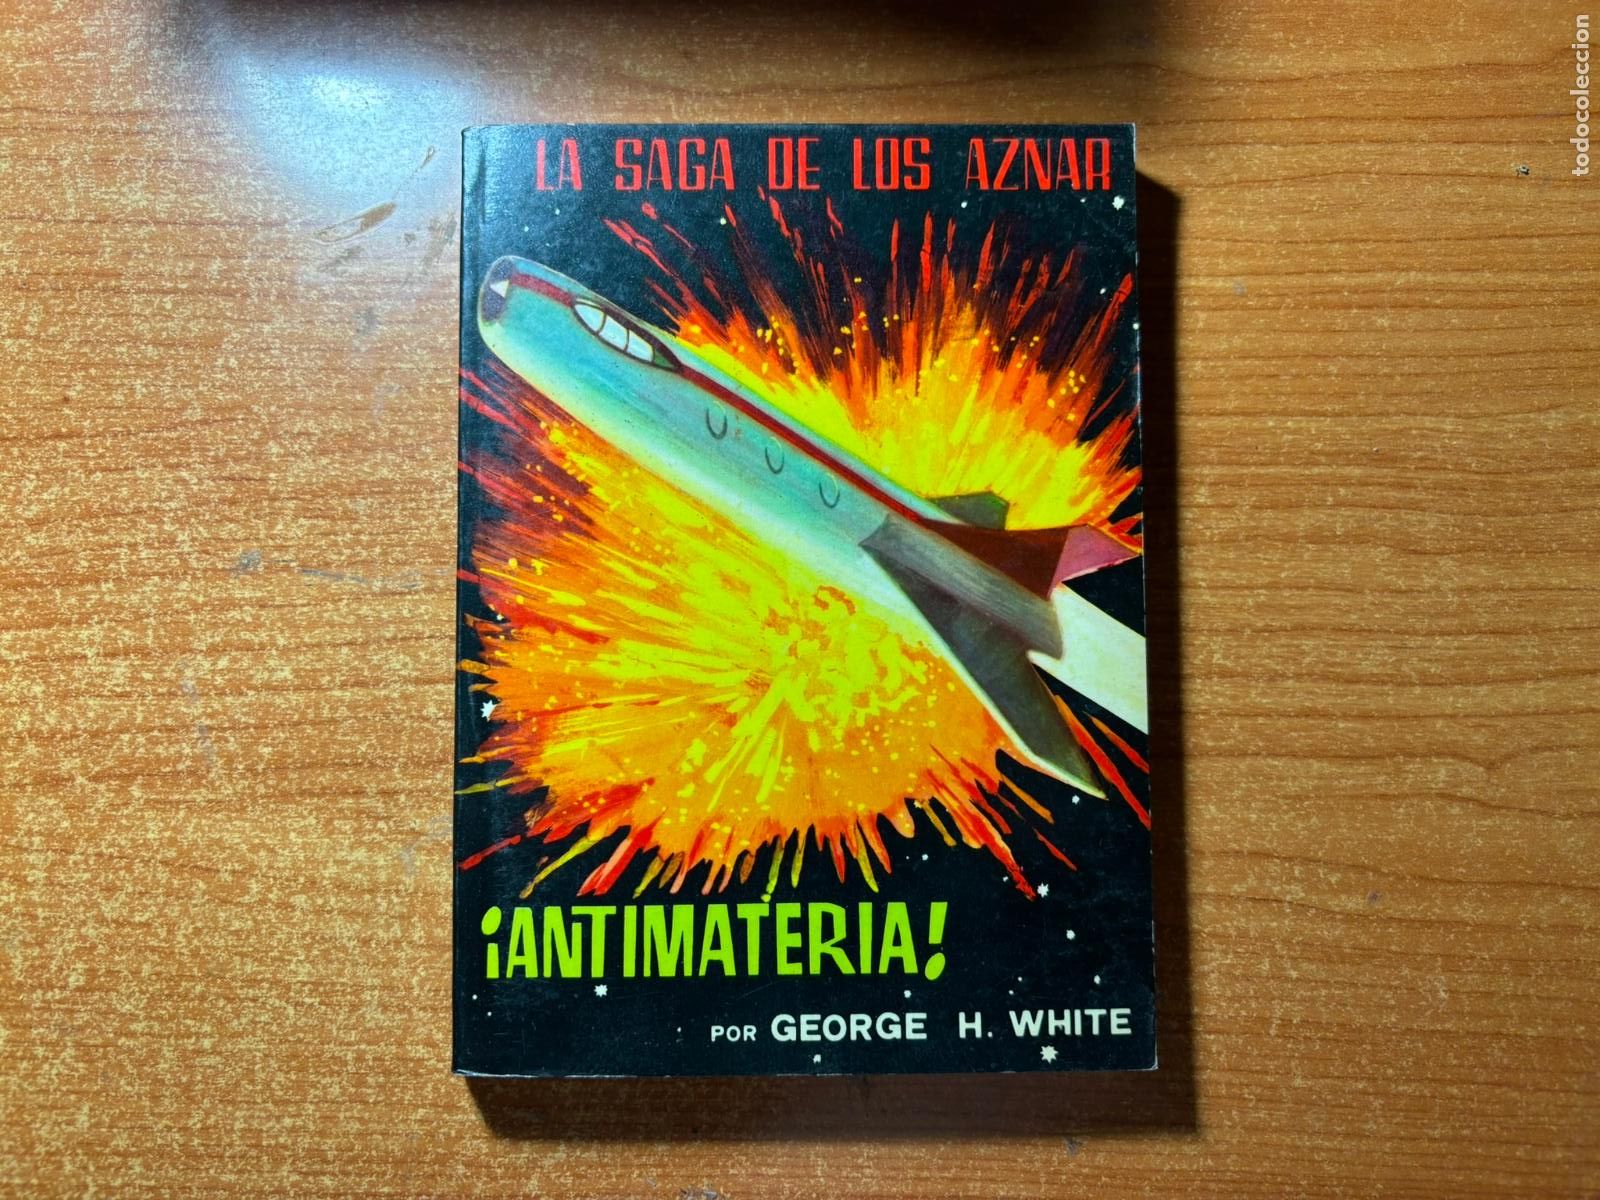 LA SAGA DE LOS AZNAR
¡ANTIMATERIA!
POR GEORGE H. WHITE
todocoleccion